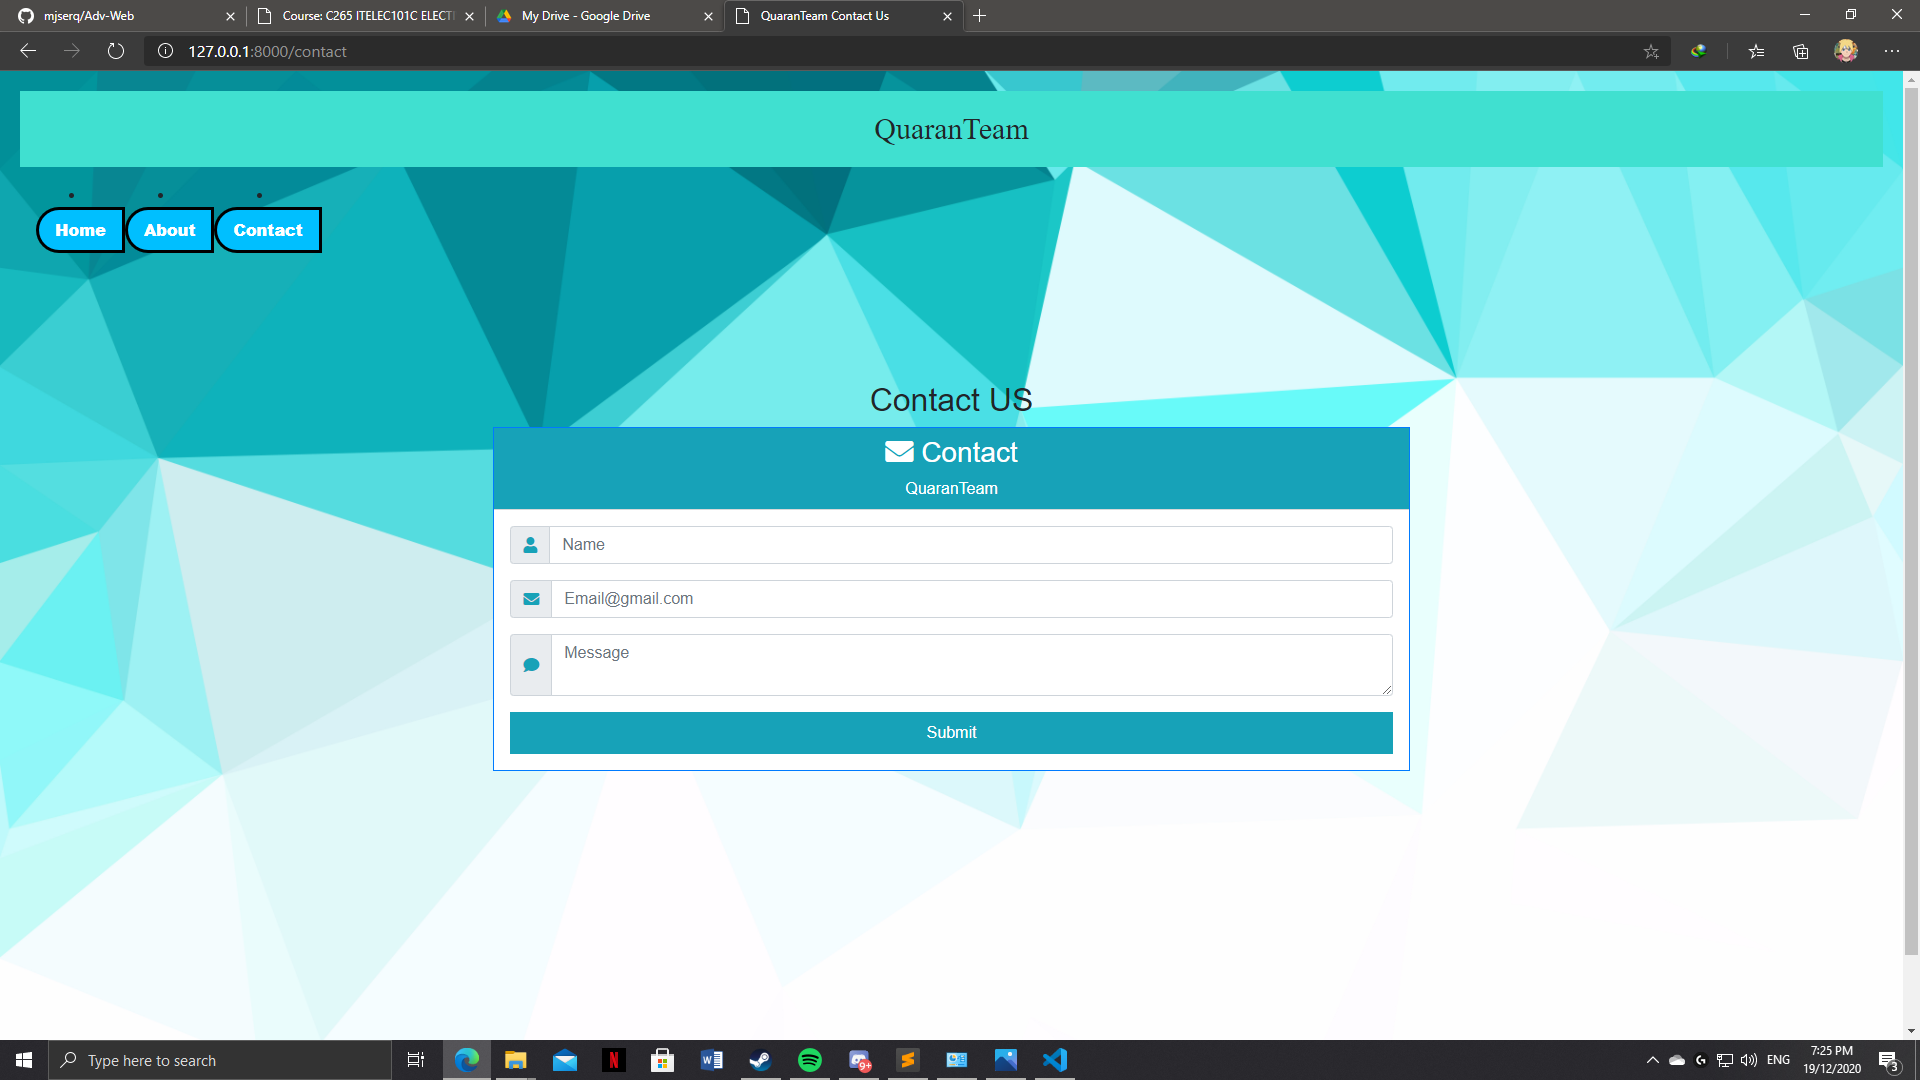 mjserq/Adv-Web
Course: C265 ITELEC101C ELECTI
My Drive - Google Drive
QuaranTeam Contact Us
127.0.0.1:8000/contact
QuaranTeam
Home
About
Contact
Contact US
Contact
QuaranTeam
Name
Email@gmail.com
Message
Submit
Type here to search
N
W
9+
ENG
7:25 PM
19/12/2020
3